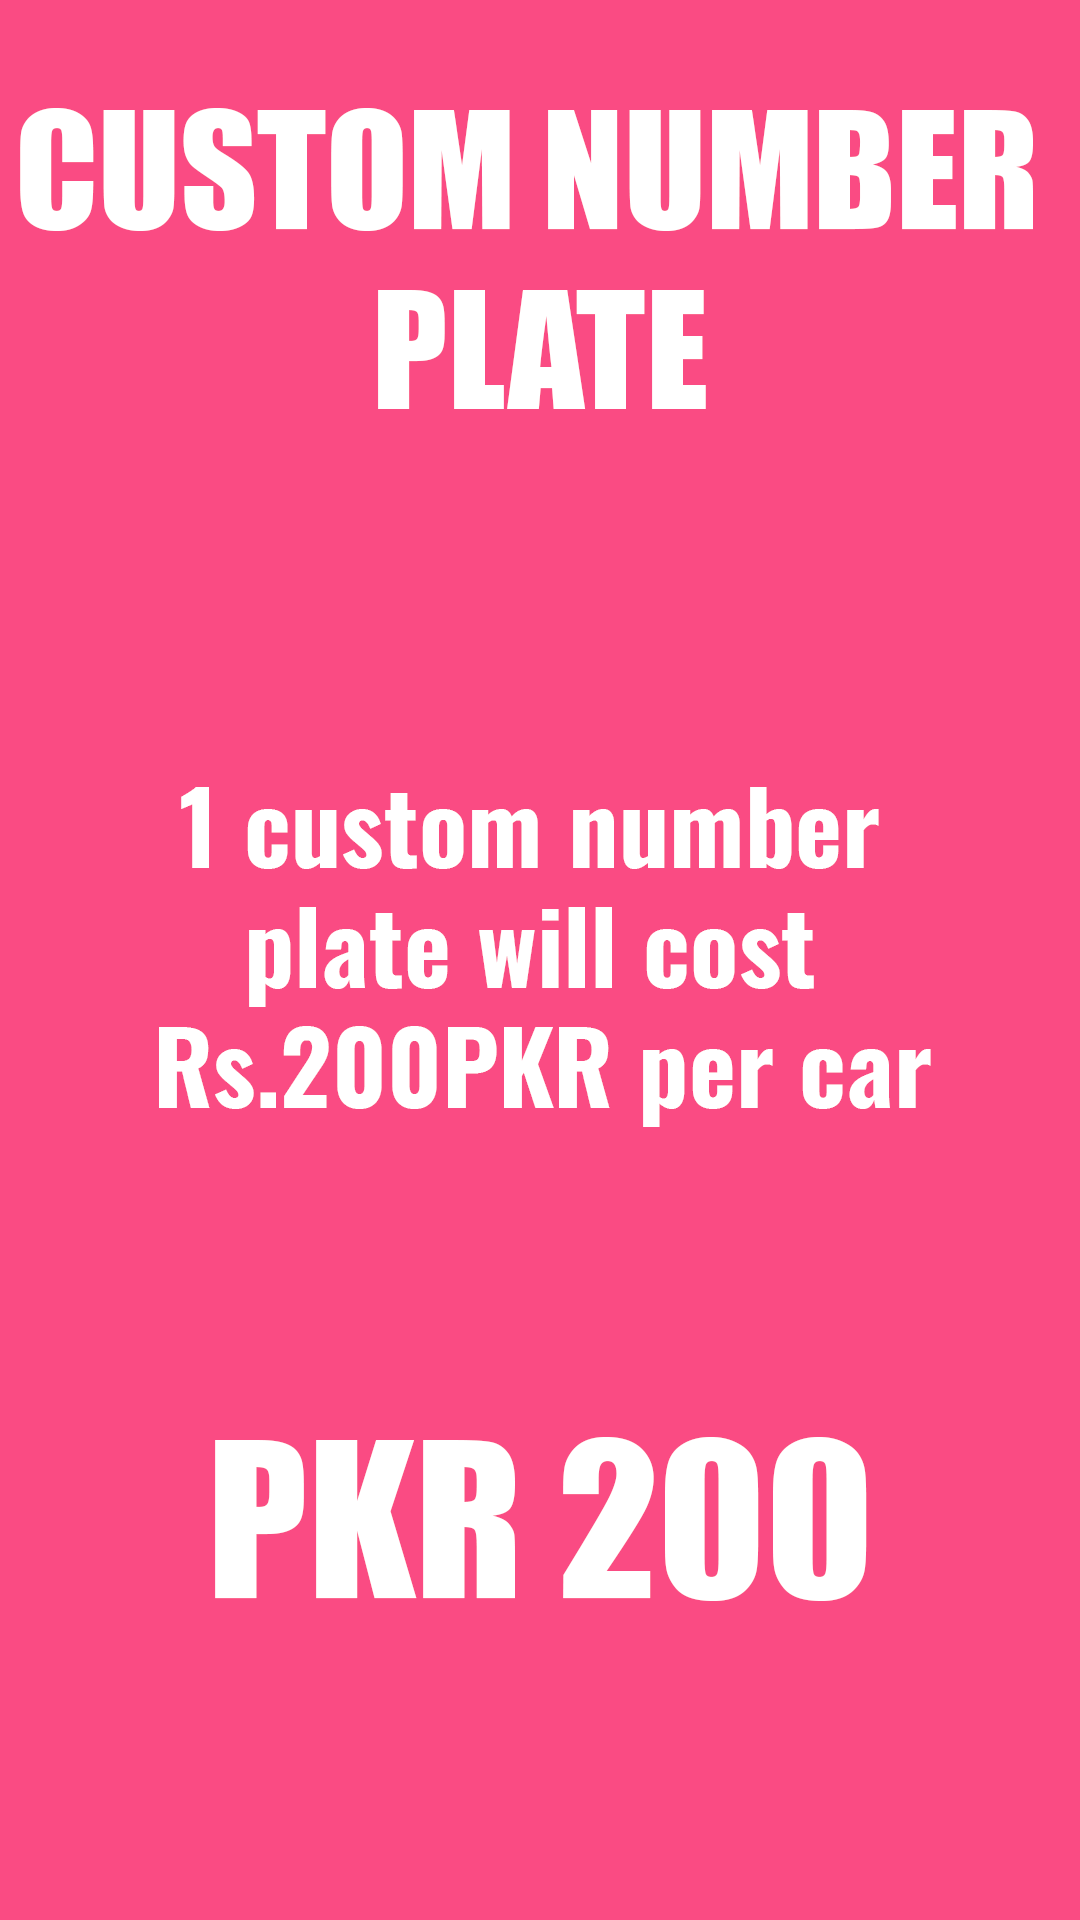 CUSTOM NUMBER
PLATE
1 custom number
plate will cost
Rs.200PKR per car
PKR 200